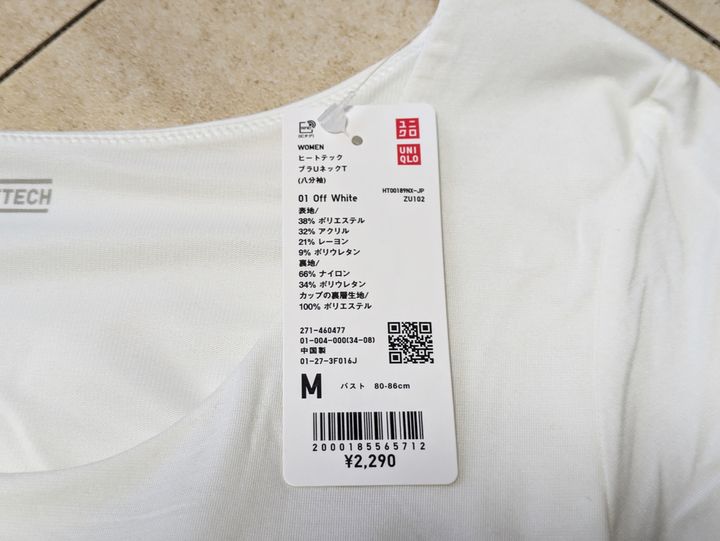 TECH
WOMEN
ヒートテック
ブラUネックT
(八分袖)
ユニ
クロ
UNI
QLO
01 Off White
HT00189NX-JP
ZU102
表地/
38% ポリエステル
32% アクリル
21% レーヨン
9% ポリウレタン
裏地/
66% ナイロン
34% ポリウレタン
カップの裏層生地/
100% ポリエステル
271-460477
01-004-000(34-08)
中国製
01-27-3F016J
M バスト 80-86cm
2000185565712
¥2,290